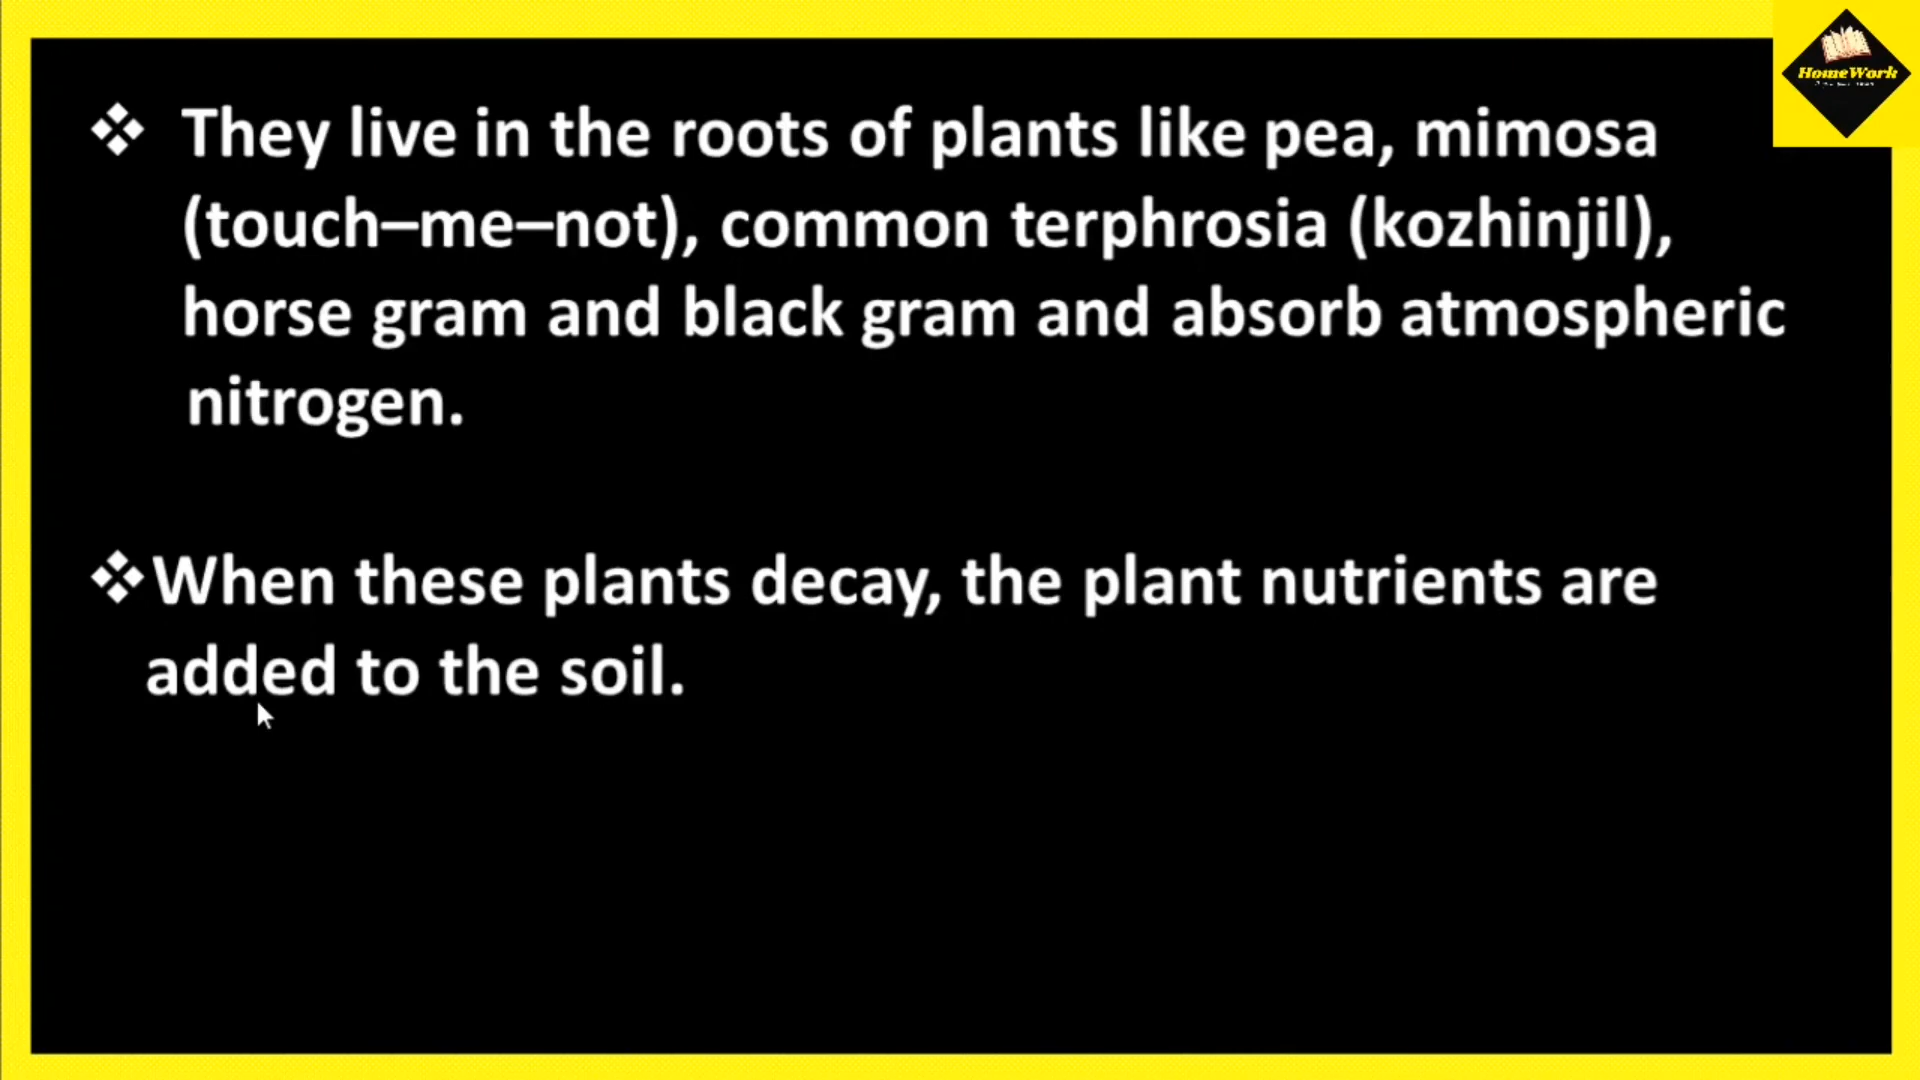 HomeWork
❖ They live in the roots of plants like pea, mimosa
(touch–me–not), common terphrosia (kozhinjil),
horse gram and black gram and absorb atmospheric
nitrogen.
❖When these plants decay, the plant nutrients are
added to the soil.